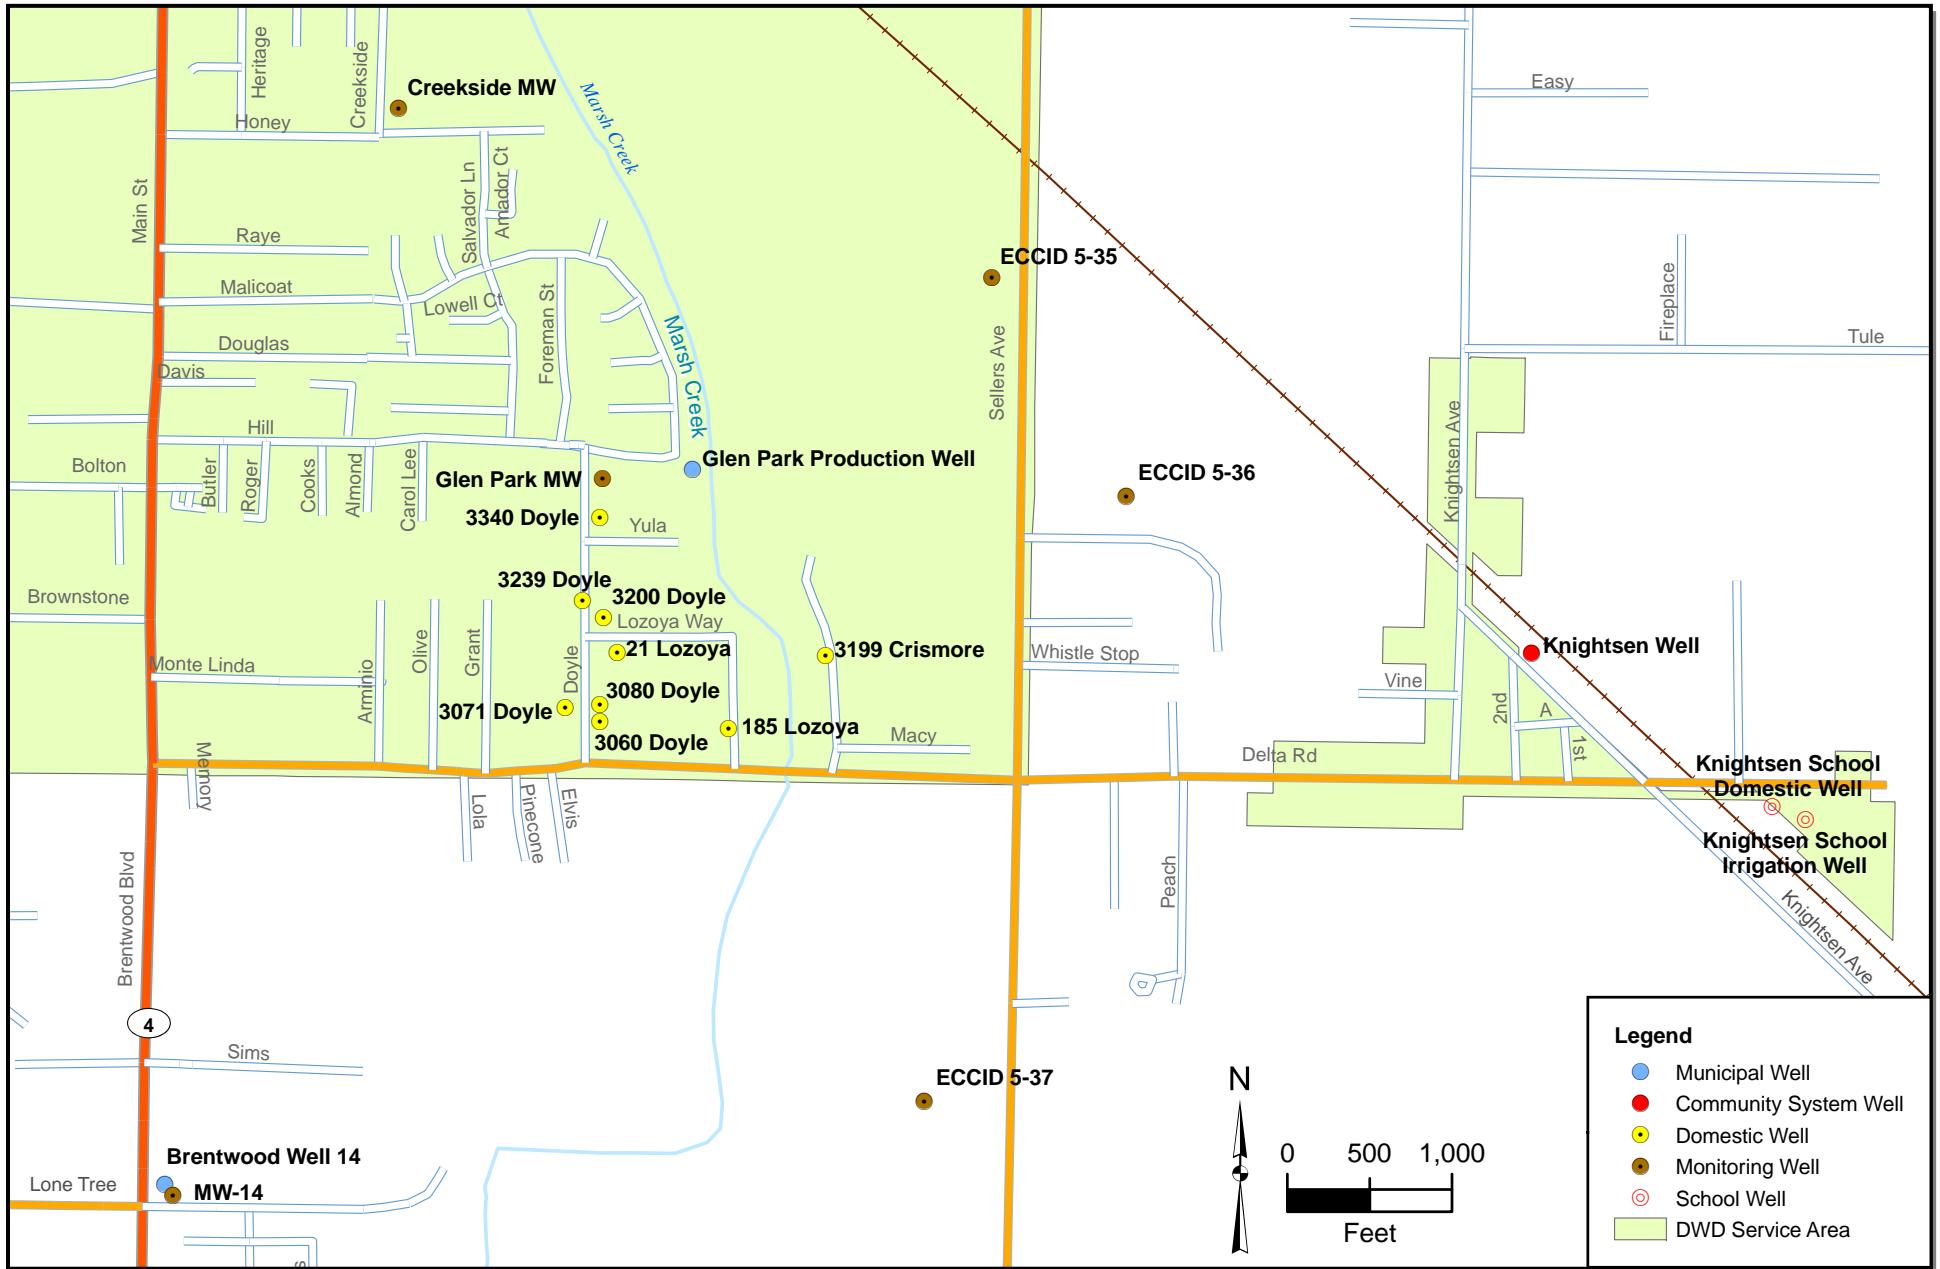 Heritage
Creekside
Creekside MW
Honey
Marsh Creek
Easy
Main St
Salvador Ln
Amador Ct
Raye
ECCID 5-35
Malicoat
Lowell Ct
Foreman St
Marsh Creek
Sellers Ave
Fireplace
Tule
Douglas
Davis
Hill
Knightsen Ave
Bolton
Butler
Roger
Cooks
Almond
Carol Lee
Glen Park MW
Glen Park Production Well
ECCID 5-36
3340 Doyle
Yula
3239 Doyle
3200 Doyle
Brownstone
Lozoya Way
21 Lozoya
3199 Crismore
Whistle Stop
Knightsen Well
Monte Linda
Arminio
Olive
Grant
Doyle
3080 Doyle
3071 Doyle
3060 Doyle
185 Lozoya
Macy
Vine
2nd
A
1st
Delta Rd
Memory
Lola
Pinecone
Elvis
Knightsen School
Domestic Well
Knightsen School
Irrigation Well
Peach
Knightsen Ave
Brentwood Blvd
4
Sims
ECCID 5-37
Brentwood Well 14
MW-14
Lone Tree
s
N
0 500 1,000
Feet
Legend
Municipal Well
Community System Well
Domestic Well
Monitoring Well
School Well
DWD Service Area